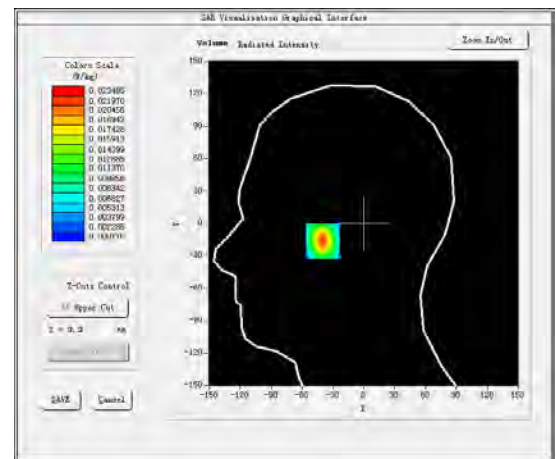 SAR Visualisation Graphical Interface
Volume Radiated Intensity
Zoom In/Out
Colors Scale
(W/kg)
0.023485
0.021970
0.020456
0.018942
0.017428
0.015913
0.014399
0.012885
0.011370
0.009856
0.008342
0.006827
0.005313
0.003799
0.002285
Z-Cuts Control
Upper Cut
SAVE
Cancel
150
120
90
60
30
0
-30
-60
-90
-120
-150
Y
-150 -120 -90 -60 -30 0 30 60 90 120 150
X